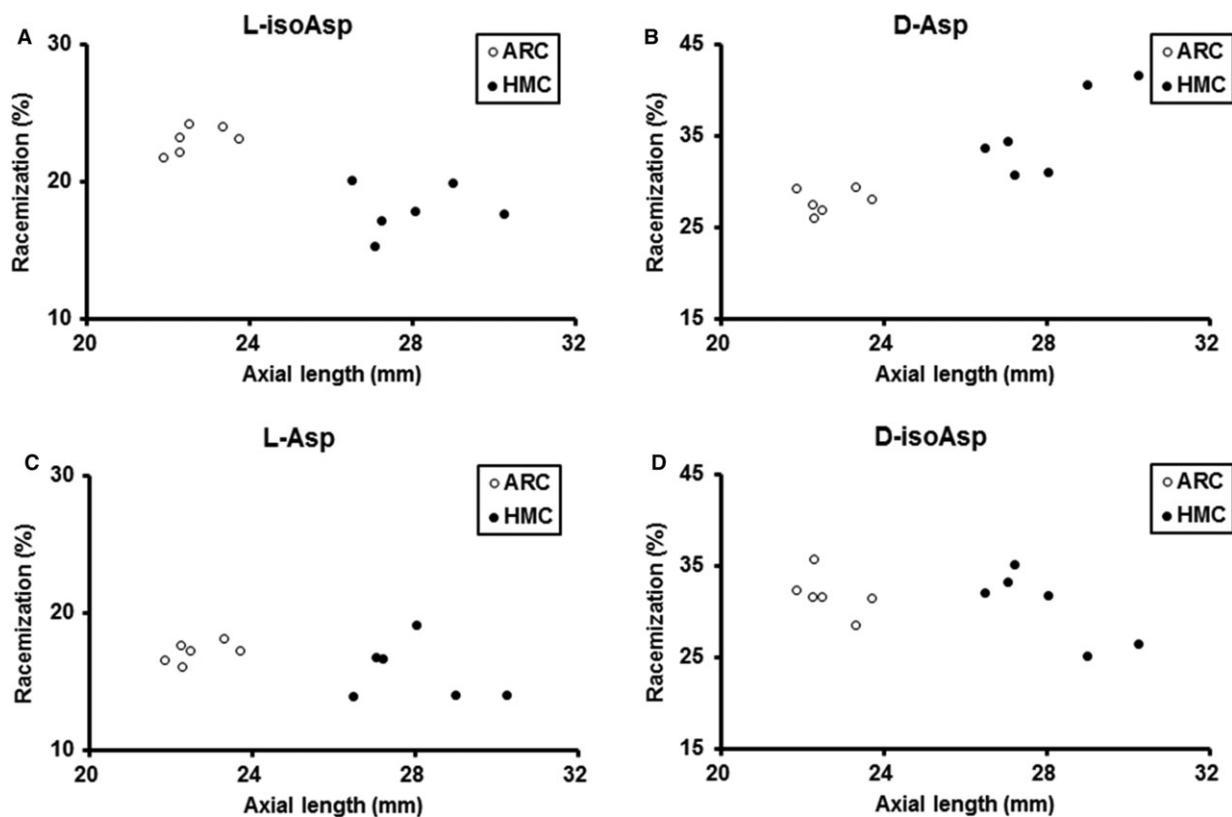 A
L-isoAsp
30
20
10
Racemization (%)
ARC
HMC
20 24 28 32
Axial length (mm)
B
D-Asp
45
35
25
15
Racemization (%)
ARC
HMC
20 24 28 32
Axial length (mm)
C
L-Asp
30
20
10
Racemization (%)
ARC
HMC
20 24 28 32
Axial length (mm)
D
D-isoAsp
45
35
25
15
Racemization (%)
ARC
HMC
20 24 28 32
Axial length (mm)